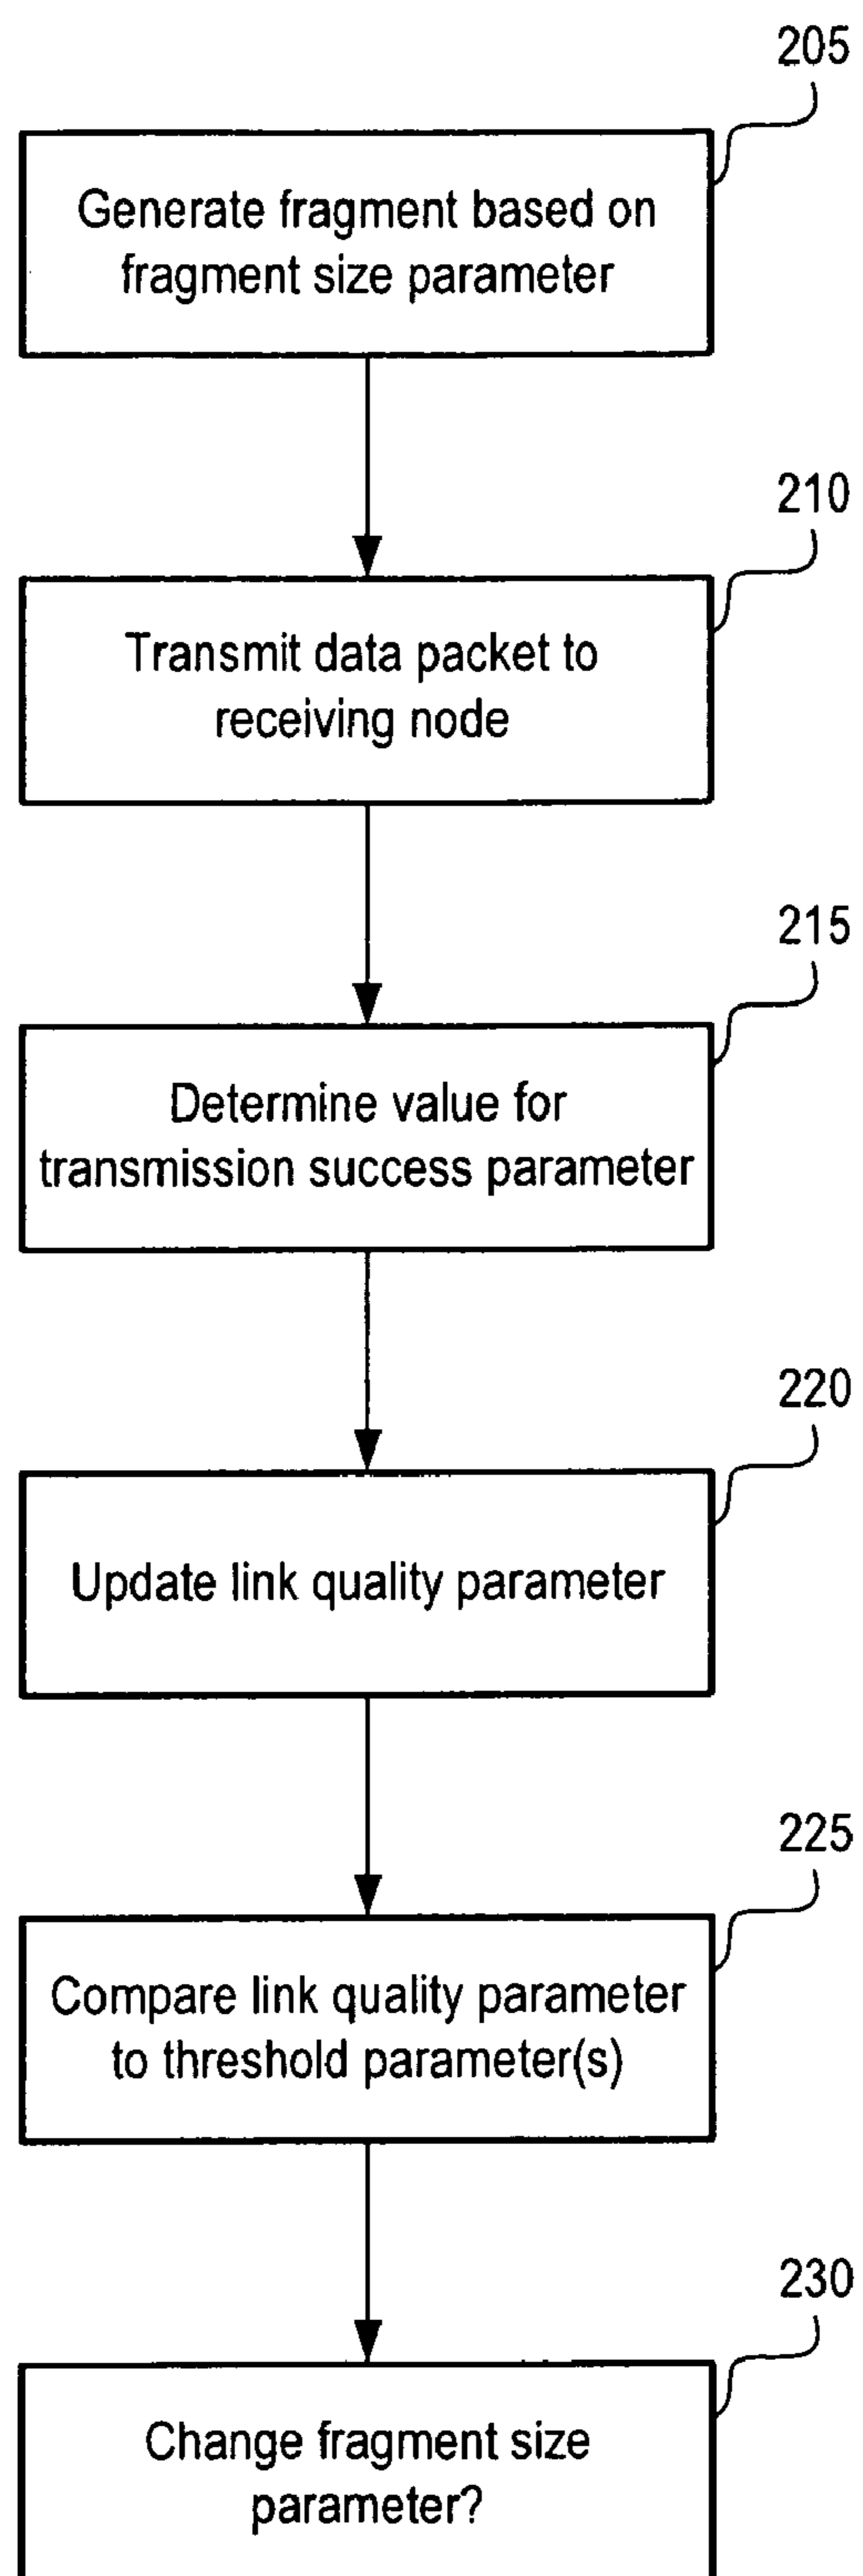 205
Generate fragment based on
fragment size parameter
210
Transmit data packet to
receiving node
215
Determine value for
transmission success parameter
220
Update link quality parameter
225
Compare link quality parameter
to threshold parameter(s)
230
Change fragment size
parameter?